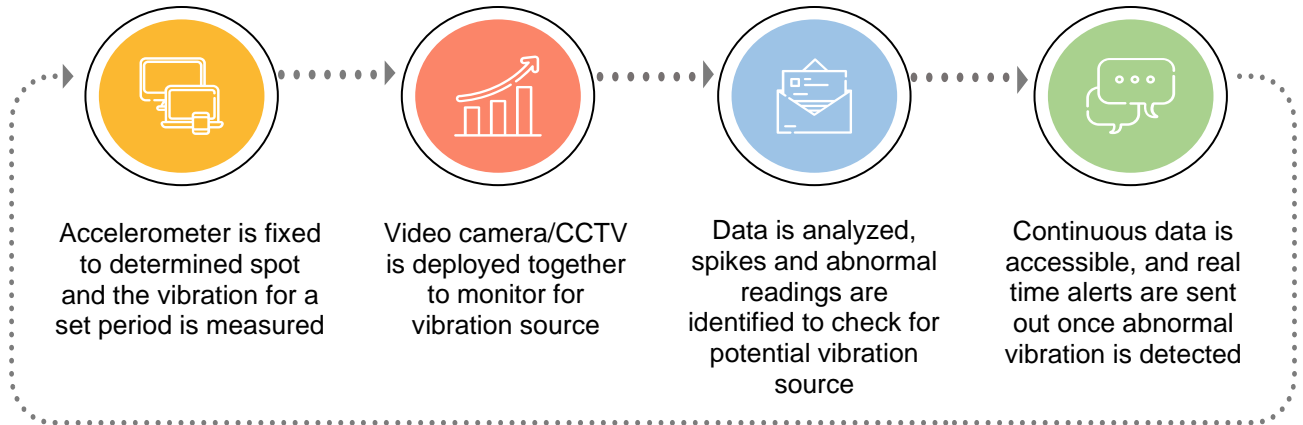 Accelerometer is fixed
to determined spot
and the vibration for a
set period is measured
Video camera/CCTV
is deployed together
to monitor for
vibration source
Data is analyzed,
spikes and abnormal
readings are
identified to check for
potential vibration
source
Continuous data is
accessible, and real
time alerts are sent
out once abnormal
vibration is detected